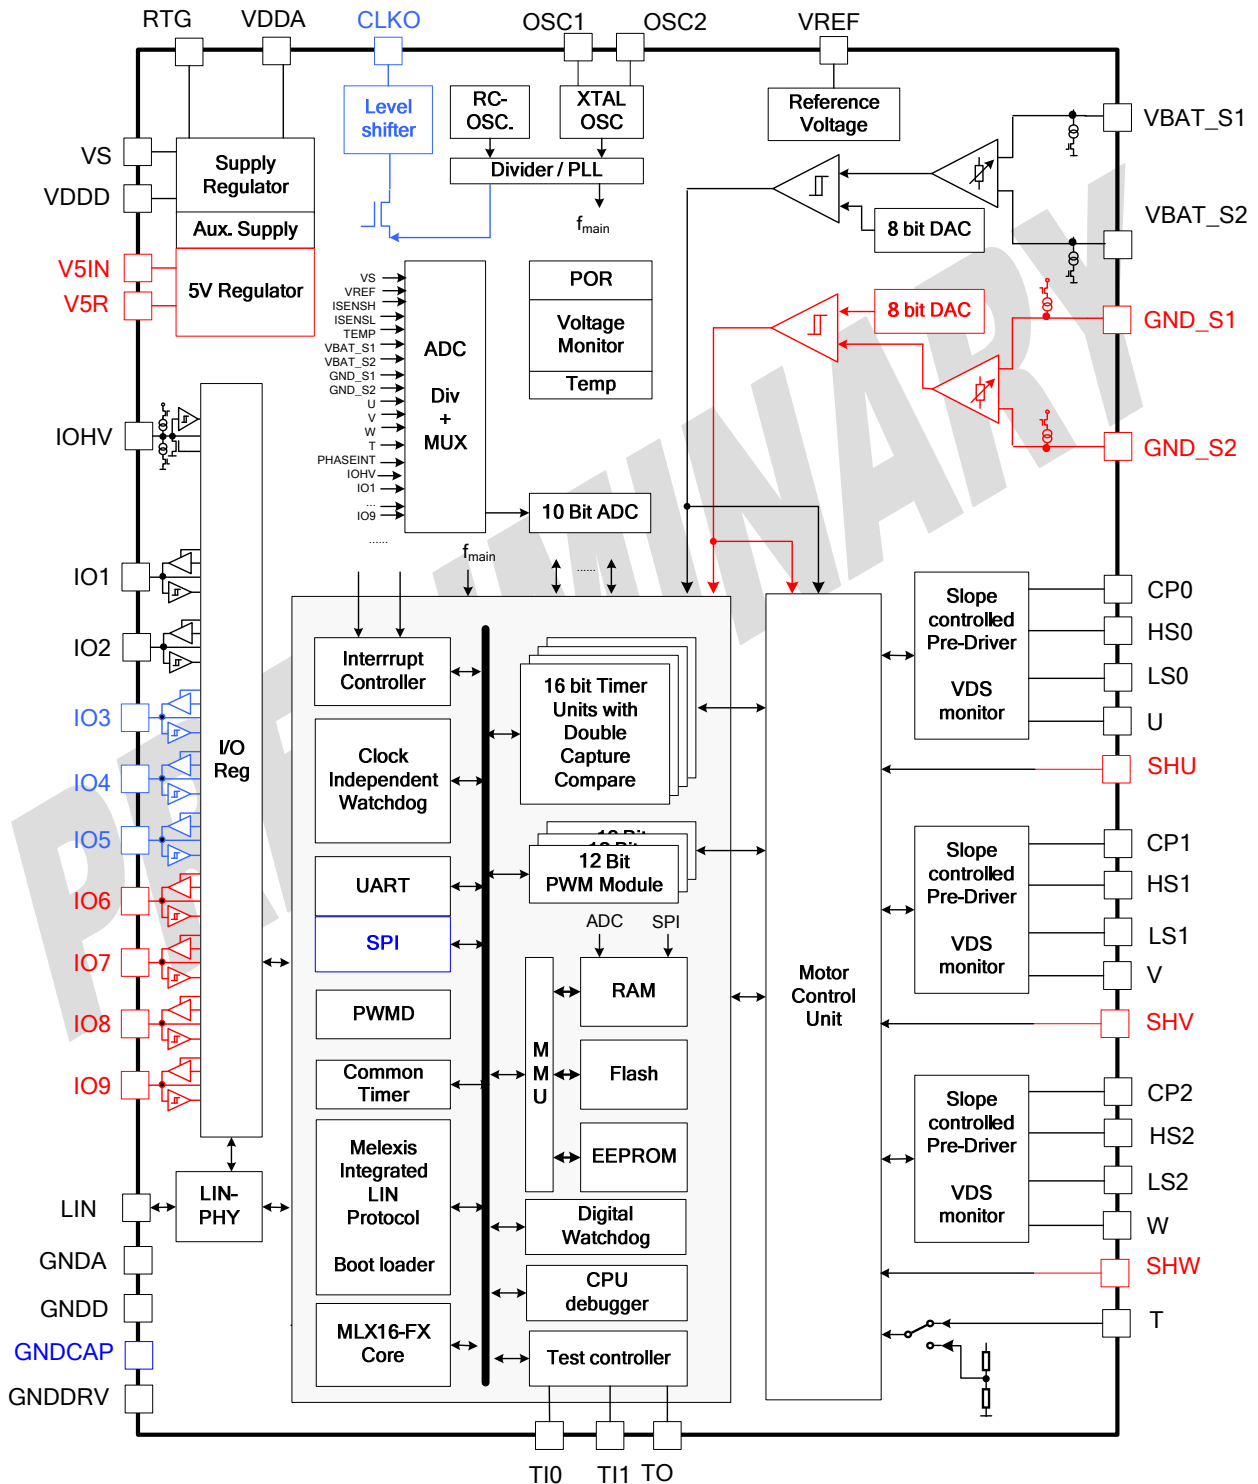 RTG
VDDA
CLKO
OSC1
OSC2
VREF
VS
VDDD
V5IN
V5R
IOHV
IO1
IO2
IO3
IO4
IO5
IO6
IO7
IO8
IO9
LIN
GNDA
GNDD
GNDCAP
GNDDRV
Supply
Regulator
Aux. Supply
5V Regulator
Level
shifter
RC-
OSC.
XTAL
OSC
Divider / PLL
fmain
Reference
Voltage
8 bit DAC
8 bit DAC
VBAT_S1
VBAT_S2
GND_S1
GND_S2
VS
VREF
ISENSH
ISENSL
TEMP
VBAT_S1
VBAT_S2
GND_S1
GND_S2
U
V
W
T
PHASEINT
IOHV
IO1
...
IO9
......
ADC
Div
+
MUX
POR
Voltage
Monitor
Temp
10 Bit ADC
fmain
......
I/O
Reg
LIN-
PHY
Interrrupt
Controller
Clock
Independent
Watchdog
UART
SPI
PWMD
Common
Timer
Melexis
Integrated
LIN
Protocol
Boot loader
MLX16-FX
Core
16 bit Timer
Units with
Double
Capture
Compare
12 Bit
PWM Module
ADC
SPI
MMU
RAM
Flash
EEPROM
Digital
Watchdog
CPU
debugger
Test controller
Motor
Control
Unit
Slope
controlled
Pre-Driver
VDS
monitor
Slope
controlled
Pre-Driver
VDS
monitor
Slope
controlled
Pre-Driver
VDS
monitor
CP0
HS0
LS0
U
SHU
CP1
HS1
LS1
V
SHV
CP2
HS2
LS2
W
SHW
T
TI0
TI1
TO
PRELIMINARY